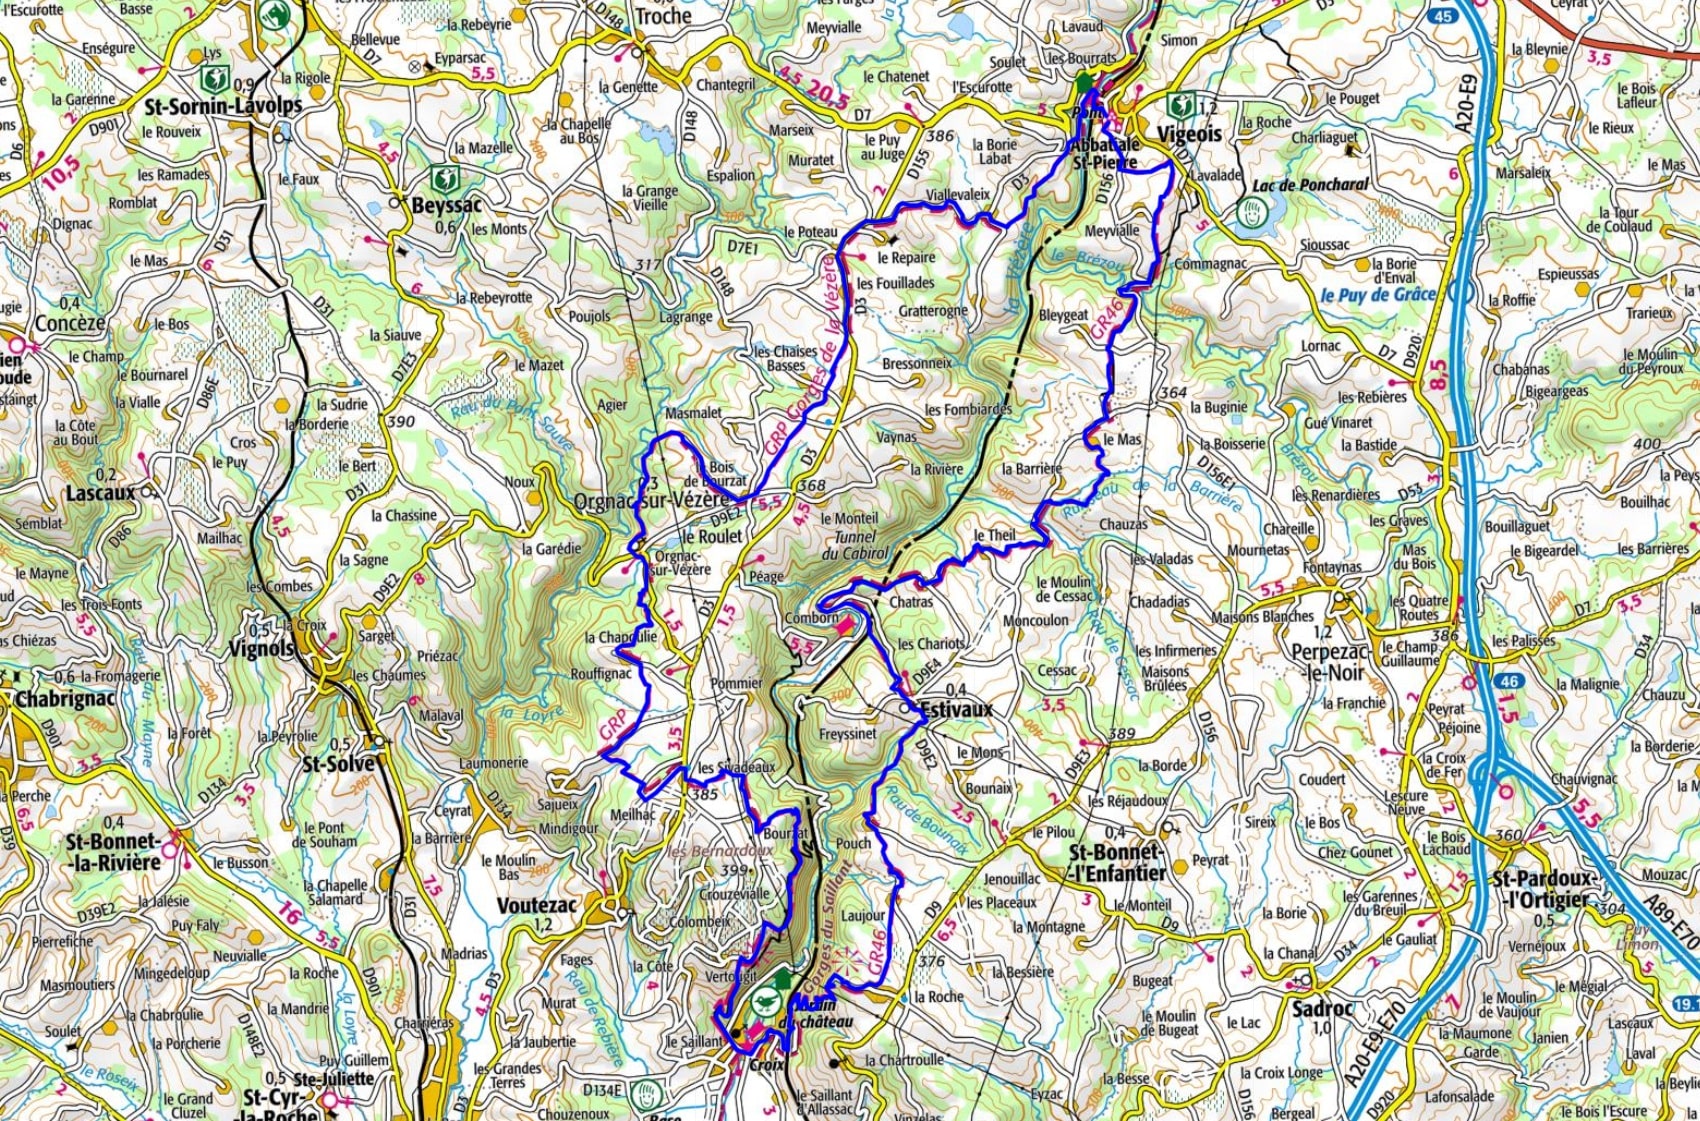 l'Escurotte
Troche
D148
Meyvialle
Lavaud
Simon
45
la Bleynie
Ceyrat
3,5
Bellevue
la Rebeyrie
D7
Eyparsac
5,5
Enségure
Lys
la Rigole
0,9
St-Sornin-Lavolps
la Garenne
D901
le Rouveix
les Ramades
le Faux
Romblat
Dignac
10,5
D6
la Genette
Chantegril
4,5
20,5
le Chatenet
l'Escurotte
Soulet
les Bourrats
la Chapelle
au Bos
la Mazelle
Marseix
Muratet
D7
le Puy
au Juge
386
D155
la Borie
Labat
Abbatiale
St-Pierre
Vigeois
1,2
la Roche
le Pouget
Charliaguet
A20-E9
le Bois
Lafleur
le Rieux
le Mas
Marsaleix
Beyssac
0,6
les Monts
la Grange
Vieille
Espalion
Viallevaleix
D3
D156
Lavalade
Lac de Poncharal
la Tour
de Coulaud
D31
le Mas
317
D7E1
le Poteau
le Repaire
les Fouillades
la Vézère
le Brézou
Meyvialle
Commagnac
Sioussac
la Borie
d'Enval
le Puy de Grâce
Espieussas
la Roffie
Trarieux
0,4
Concèze
la Rebeyrotte
Poujols
Lagrange
D148
Gratterogne
Bleygeat
GR46
le Bos
la Siauve
le Mazet
les Chaises
Basses
GRP Gorges de la Vézère
Bressonneix
Lornac
D7
D920
8,5
Chabanas
le Moulin
du Peyroux
le Champ
le Bournarel
la Vialle
D86E
D7E3
la Sudrie
la Borderie
390
Rau du Pont Sauve
Agier
Masmalet
les Fombiardes
364
la Buginie
les Rebières
Bigeargeas
la Côte
au Bout
Cros
le Puy
0,2
Lascaux
le Bert
D31
Noux
le Bois
de Bourzat
Orgnac-sur-Vézère
D9E2
5,5
Vaynas
la Rivière
368
la Barrière
le Mas
la Boisserie
Gué Vinaret
la Bastide
D156E1
Brézou
les Renardières
D53
400
Semblat
D86
Mailhac
la Chassine
la Sagne
la Garédie
le Roulet
4,5
le Monteil
Tunnel
du Cabirol
le Theil
Ruisseau de la Barrière
Chauzas
Chareille
les Graves
Bouillaguet
Bouilhac
le Mayne
les Combes
les Trois-Fonts
D9E2
8
Orgnac-
sur-Vézère
Péage
le Moulin
de Cessac
les Valadas
Mournetas
Mas
du Bois
Fontaynas
le Bigeardel
les Barrières
la Croix
0,5
Vignols
Sarget
Priézac
la Chapoulie
1,5
D3
1,5
Comborn
5,5
Chatras
Moncoulon
Chadadias
5,5
Maisons Blanches
les Quatre
Routes
386
D7
3,5
les Palisses
0,6
la Fromagerie
Chabrignac
les Chaumes
Malaval
Rouffignac
Pommier
300
les Chariots
D9E4
Cessac
Rau de Cessac
les Infirmeries
Maisons
Brûlées
1,2
Perpezac
-le-Noir
le Champ
Guillaume
46
la Malignie
D34
Chauzu
la Forêt
la Peyrolie
0,5
St-Solve
la Loyre
GRP
Freyssinet
0,4
Estivaux
3,5
389
D156
la Franchie
Peyrat
Péjoine
1,5
la Borderie
D901
3,5
la Perche
D134
3,5
Laumonerie
3,5
les Sivadeaux
385
D9E2
le Mons
D9E3
la Borde
Coudert
la Croix
de Fer
Chauvignac
5,5
6,5
0,4
St-Bonnet-
-la-Rivière
le Pont
de Souham
Ceyrat
D134
la Barrière
Sajueix
Mindigour
Meilhac
Bounaix
Rau de Bounaix
2,5
les Réjaudoux
le Pilou
0,4
St-Bonnet-
-l'Enfantier
Sireix
le Bos
Lescure
Neuve
le Bois
Lachaud
360
D39
le Busson
la Chapelle
Salamard
7,5
le Moulin
Bas
200
les Bernardoux
Bourzat
399
Pouch
Jenouillac
Peyrat
Chez Gounet
St-Pardoux-
-l'Ortigier
0,5
Mouzac
D39E2
la Jalésie
Puy Faly
16
5,5
D31
Voutezac
1,2
Crouzevialle
Colombeix
Gorges du Saillant
Laujour
les Placeaux
D9
6,5
3
le Monteil
D9
la Borie
les Garennes
du Breuil
304
A89-E70
Pierrefiche
Neuvialle
Mingedeloup
Masmoutiers
la Roche
la Mandrie
Madrias
D3
4,5
Fages
la Côte
4
Vertougit
GR46
376
la Montagne
la Bessière
Bugeat
la Chanal
D34
le Gauliat
Vernéjoux
Puy
Limon
5
la Chabroulie
Soulet
la Porcherie
D148E2
la Loyre
D901
Charriéras
Murat
la Jaubertie
Rau de Rebière
le Saillant
du château
Croix
la Roche
la Chartroulle
le Moulin
de Bugeat
le Lac
Sadroc
1,0
7
le Moulin
de Vaujour
le Mégial
19.1
la Maumone
Janien
Lascaux
Garde
Laval
le Roseix
2
le Grand
Cluzel
0,5
St-Cyr-
la-Roche
Ste-Juliette
Puy Guillem
les Grandes
Terres
D3
Chouzenoux
D134E
3
le Saillant
d'Allassac
Vinzelas
Eyzac
la Besse
D156
la Croix Longe
Bergeal
A20-E9-E70
D920
Lafonsalade
le Bois l'Escure